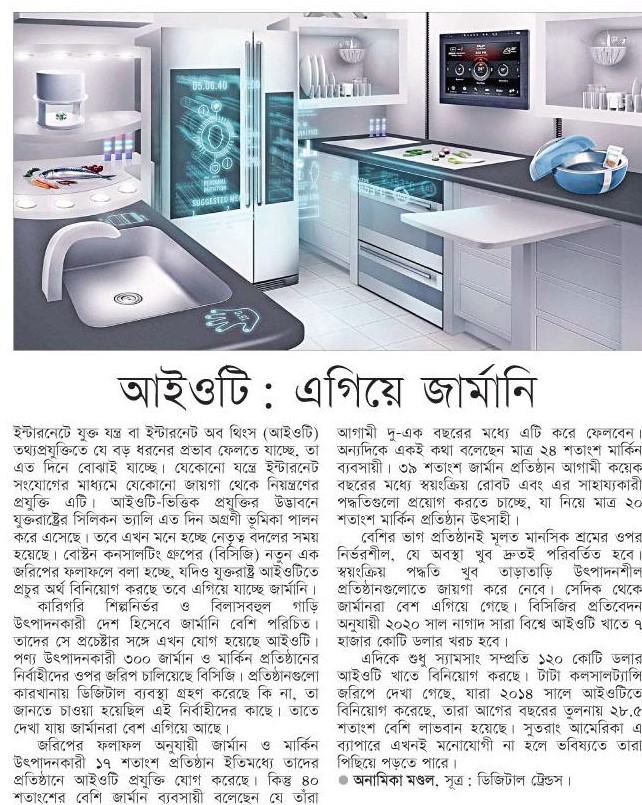 05.06.40
SUGGESTED
আইওটি : এগিয়ে জার্মানি
ইন্টারনেটে যুক্ত যন্ত্র বা ইন্টারনেট অব থিংস (আইওটি)
তথ্যপ্রযুক্তিতে যে বড় ধরনের প্রভাব ফেলতে যাচ্ছে, তা
এত দিনে বোঝাই যাচ্ছে। যেকোনো যন্ত্রে ইন্টারনেট
সংযোগের মাধ্যমে যেকোনো জায়গা থেকে নিয়ন্ত্রণের
প্রযুক্তি এটি। আইওটি-ভিত্তিক প্রযুক্তির উদ্ভাবনে
যুক্তরাষ্ট্রের সিলিকন ভ্যালি এত দিন অগ্রণী ভূমিকা পালন
করে এসেছে। তবে এখন মনে হচ্ছে নেতৃত্ব বদলের সময়
হয়েছে। বোস্টন কনসালটিং গ্রুপের (বিসিজি) নতুন এক
জরিপের ফলাফলে বলা হচ্ছে, যদিও যুক্তরাষ্ট্র আইওটিতে
প্রচুর অর্থ বিনিয়োগ করছে তবে এগিয়ে যাচ্ছে জার্মানি।
কারিগরি শিল্পনির্ভর ও বিলাসবহুল গাড়ি
উৎপাদনকারী দেশ হিসেবে জার্মানি বেশি পরিচিত।
তাদের সে প্রচেষ্টার সঙ্গে এখন যোগ হয়েছে আইওটি।
পণ্য উৎপাদনকারী ৩০০ জার্মান ও মার্কিন প্রতিষ্ঠানের
নির্বাহীদের ওপর জরিপ চালিয়েছে বিসিজি। প্রতিষ্ঠানগুলো
কারখানায় ডিজিটাল ব্যবস্থা গ্রহণ করেছে কি না, তা
জানতে চাওয়া হয়েছিল এই নির্বাহীদের কাছে। তাতে
দেখা যায় জার্মানরা বেশ এগিয়ে আছে।
জরিপের ফলাফল অনুযায়ী জার্মান ও মার্কিন
উৎপাদনকারী ১৭ শতাংশ প্রতিষ্ঠান ইতিমধ্যে তাদের
প্রতিষ্ঠানে আইওটি প্রযুক্তি যোগ করেছে। কিন্তু ৪০
শতাংশের বেশি জার্মান ব্যবসায়ী বলেছেন যে তাঁরা
আগামী দু-এক বছরের মধ্যে এটি করে ফেলবেন।
অন্যদিকে একই কথা বলেছেন মাত্র ২৪ শতাংশ মার্কিন
ব্যবসায়ী। ৩৯ শতাংশ জার্মান প্রতিষ্ঠান আগামী কয়েক
বছরের মধ্যে স্বয়ংক্রিয় রোবট এবং এর সাহায্যকারী
পদ্ধতিগুলো প্রয়োগ করতে চাচ্ছে, যা নিয়ে মাত্র ২০
শতাংশ মার্কিন প্রতিষ্ঠান উৎসাহী।
বেশির ভাগ প্রতিষ্ঠানই মূলত মানসিক শ্রমের ওপর
নির্ভরশীল, যে অবস্থা খুব দ্রুতই পরিবর্তিত হবে।
স্বয়ংক্রিয় পদ্ধতি খুব তাড়াতাড়ি উৎপাদনশীল
প্রতিষ্ঠানগুলোতে জায়গা করে নেবে। সেদিক থেকে
জার্মানরা বেশ এগিয়ে গেছে। বিসিজির প্রতিবেদন
অনুযায়ী ২০২০ সাল নাগাদ সারা বিশ্বে আইওটি খাতে ৭
হাজার কোটি ডলার খরচ হবে।
এদিকে শুধু স্যামসাং সম্প্রতি ১২০ কোটি ডলার
আইওটি খাতে বিনিয়োগ করছে। টাটা কলসালট্যান্সি
জরিপে দেখা গেছে, যারা ২০১৪ সালে আইওটিতে
বিনিয়োগ করেছে, তারা আগের বছরের তুলনায় ২৮.৫
শতাংশ বেশি লাভবান হয়েছে। সুতরাং আমেরিকা এ
ব্যাপারে এখনই মনোযোগী না হলে ভবিষ্যতে তারা
পিছিয়ে পড়তে পারে।
● অনামিকা মণ্ডল, সূত্র : ডিজিটাল ট্রেন্ডস।